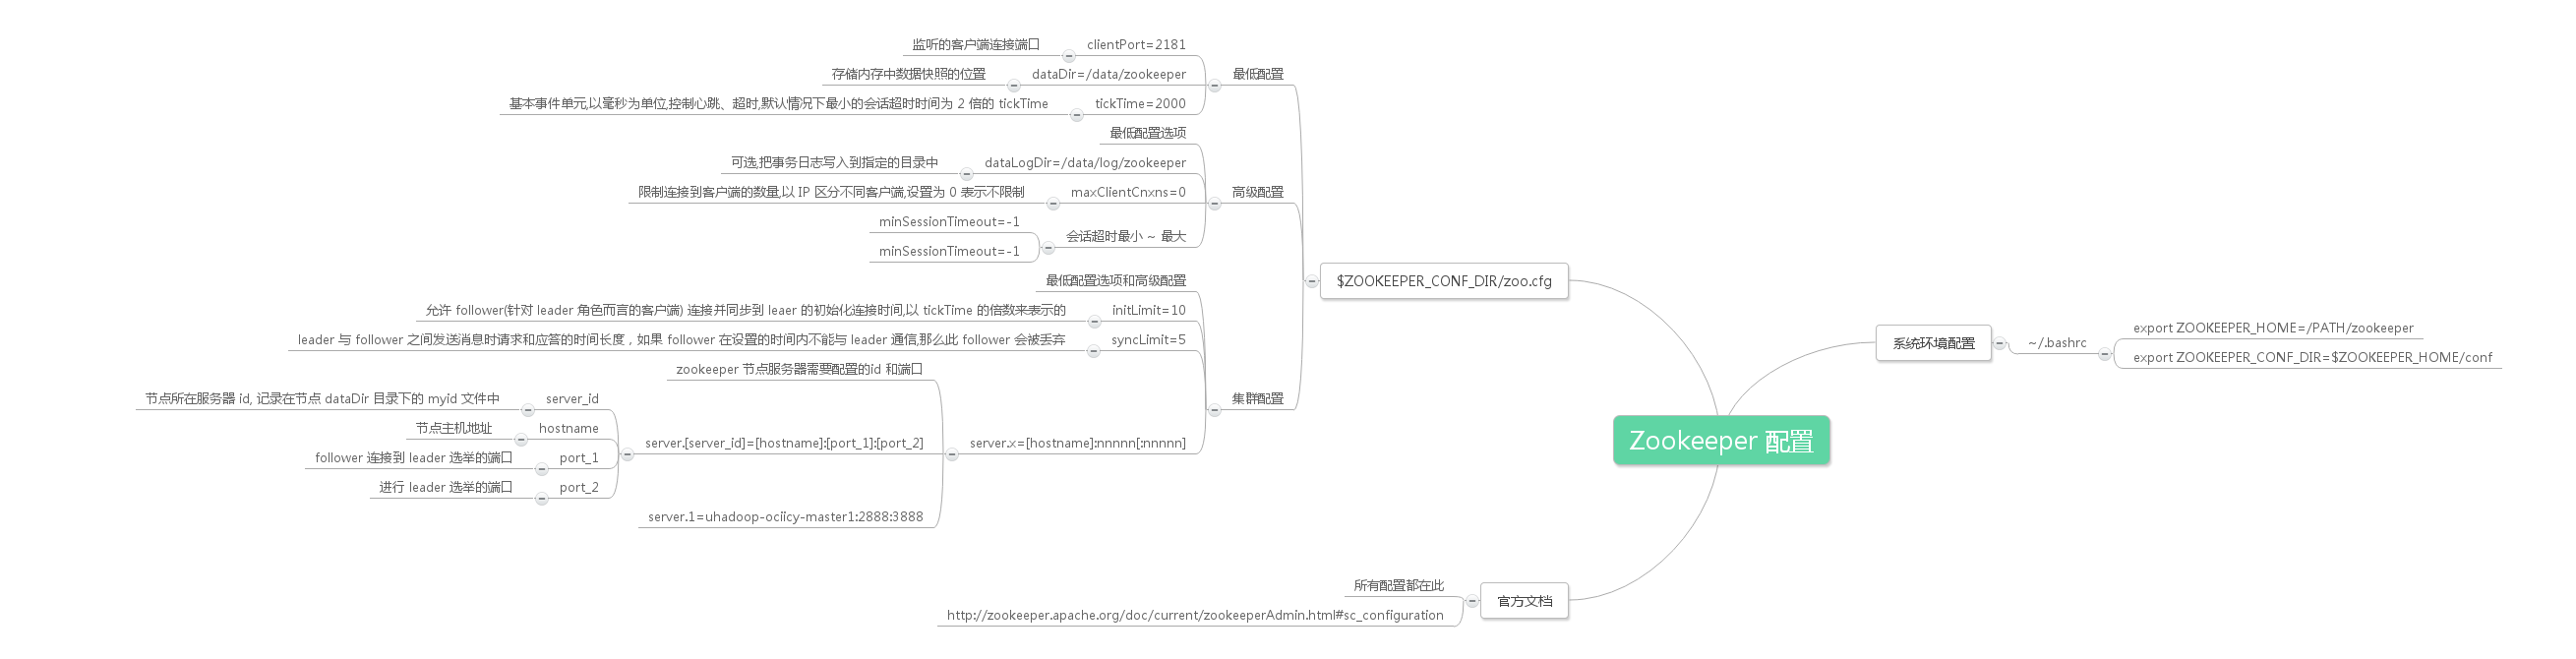 监听的客户端连接端口
clientPort=2181
存储内存中数据快照的位置
dataDir=/data/zookeeper
最低配置
基本事件单元,以毫秒为单位,控制心跳、超时,默认情况下最小的会话超时时间为 2 倍的 tickTime
tickTime=2000
最低配置选项
可选,把事务日志写入到指定的目录中
dataLogDir=/data/log/zookeeper
限制连接到客户端的数量,以 IP 区分不同客户端,设置为 0 表示不限制
maxClientCnxns=0
高级配置
minSessionTimeout=-1
会话超时最小 ~ 最大
minSessionTimeout=-1
最低配置选项和高级配置
$ZOOKEEPER_CONF_DIR/zoo.cfg
允许 follower(针对 leader 角色而言的客户端) 连接并同步到 leaer 的初始化连接时间,以 tickTime 的倍数来表示的
initLimit=10
leader 与 follower 之间发送消息时请求和应答的时间长度，如果 follower 在设置的时间内不能与 leader 通信,那么此 follower 会被丢弃
syncLimit=5
zookeeper 节点服务器需要配置的id 和端口
节点所在服务器 id, 记录在节点 dataDir 目录下的 myid 文件中
server_id
集群配置
节点主机地址
hostname
server.[server_id]=[hostname]:[port_1]:[port_2]
server.x=[hostname]:nnnnn[:nnnnn]
follower 连接到 leader 选举的端口
port_1
进行 leader 选举的端口
port_2
server.1=uhadoop-ociicy-master1:2888:3888
Zookeeper 配置
系统环境配置
~/.bashrc
export ZOOKEEPER_HOME=/PATH/zookeeper
export ZOOKEEPER_CONF_DIR=$ZOOKEEPER_HOME/conf
所有配置都在此
官方文档
http://zookeeper.apache.org/doc/current/zookeeperAdmin.html#sc_configuration